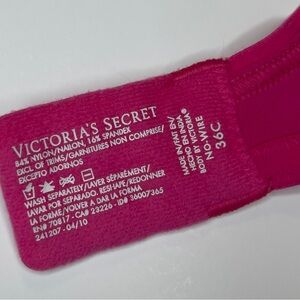 VICTORIA'S SECRET
84% NYLON/NAILON, 16% SPANDEX
EXCL. OF TRIMS/GARNITURES NON COMPRISE/
EXCEPTO ADORNOS
WASH SEPARATELY/LAVER SÉPARÉMENT/
LAVAR POR SEPARADO. RESHAPE/REDONNER
LA FORME/VOLVER A DAR LA FORMA
RN# 70817 - CA# 23226 - ID# 36007365
241207 - 04/10
MADE IN/FAIT EN/
HECHO EN
BODY BY VICTORIA
NO-WIRE
36C